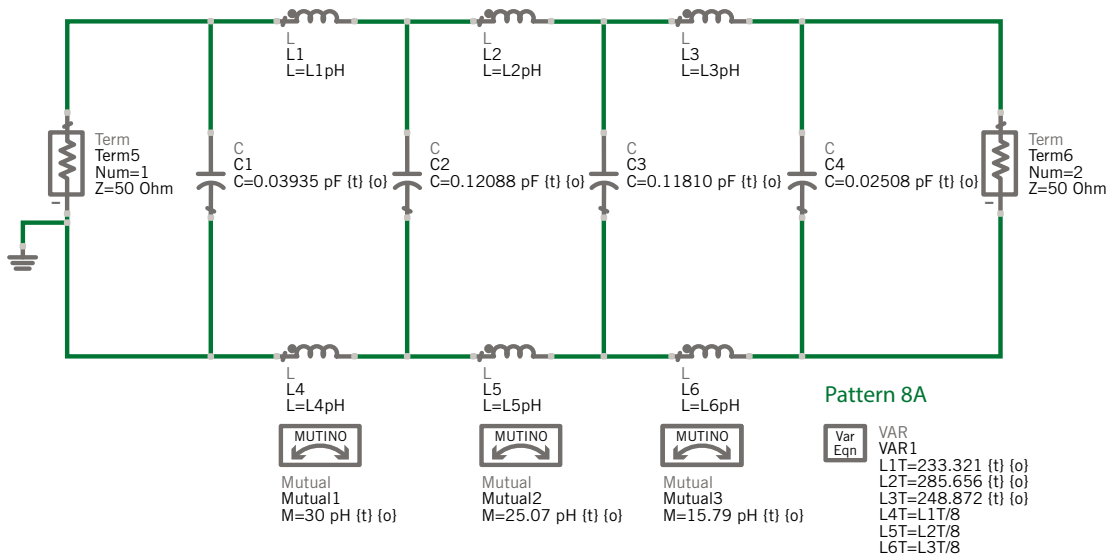 L
L1
L=L1pH
L
L2
L=L2pH
L
L3
L=L3pH
Term
Term5
Num=1
Z=50 Ohm
–
C
C1
C=0.03935 pF {t} {o}
C
C2
C=0.12088 pF {t} {o}
C
C3
C=0.11810 pF {t} {o}
C
C4
C=0.02508 pF {t} {o}
Term
Term6
Num=2
Z=50 Ohm
–
L
L4
L=L4pH
L
L5
L=L5pH
L
L6
L=L6pH
MUTINO
Mutual
Mutual1
M=30 pH {t} {o}
MUTINO
Mutual
Mutual2
M=25.07 pH {t} {o}
MUTINO
Mutual
Mutual3
M=15.79 pH {t} {o}
Pattern 8A
Var
Eqn
VAR
VAR1
L1T=233.321 {t} {o}
L2T=285.656 {t} {o}
L3T=248.872 {t} {o}
L4T=L1T/8
L5T=L2T/8
L6T=L3T/8